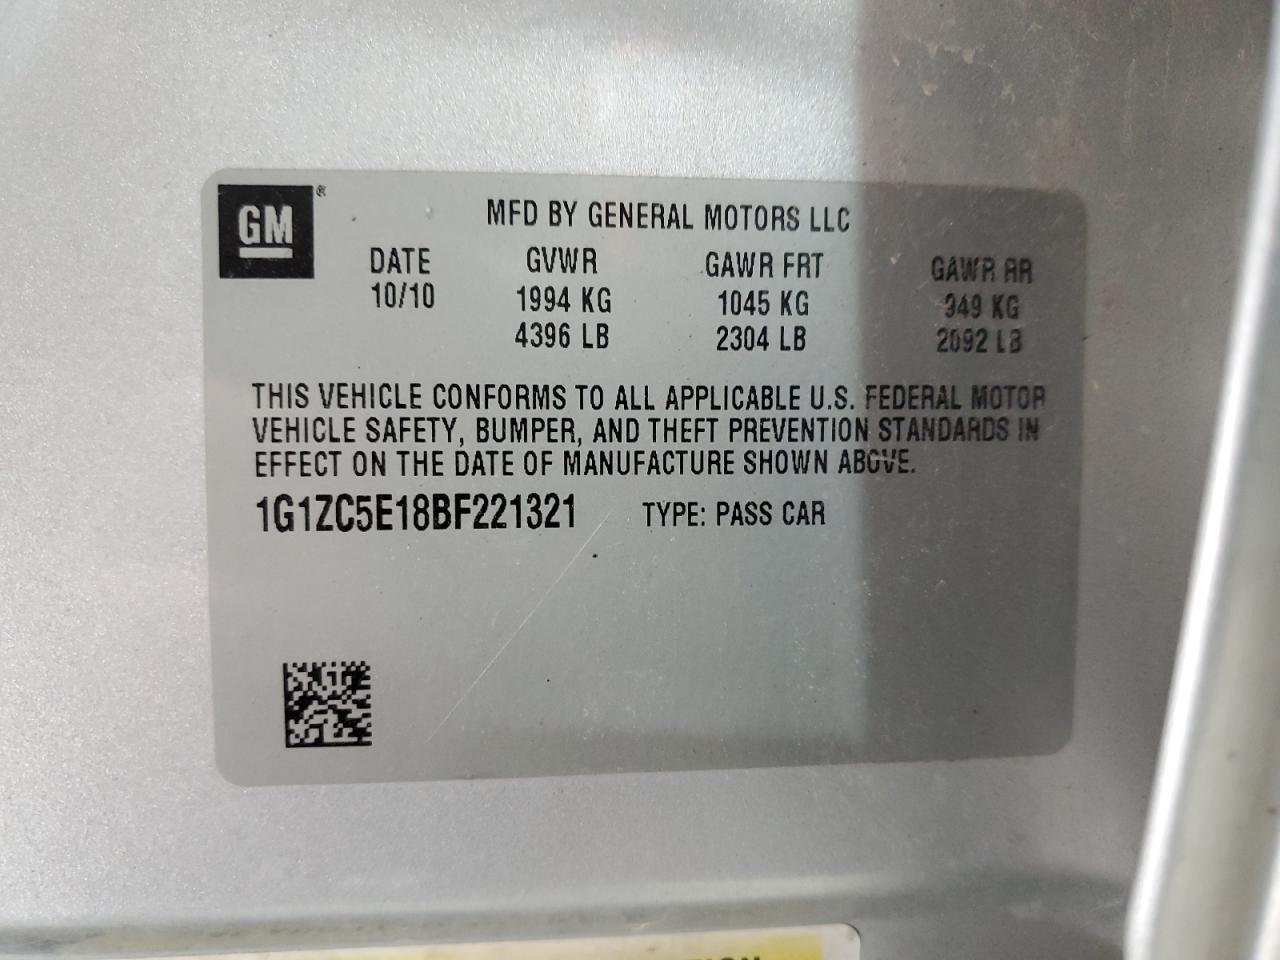 GM®
MFD BY GENERAL MOTORS LLC
DATE GVWR GAWR FRT GAWR RR
10/10 1994 KG 1045 KG 949 KG
4396 LB 2304 LB 2092 LB
THIS VEHICLE CONFORMS TO ALL APPLICABLE U.S. FEDERAL MOTOR
VEHICLE SAFETY, BUMPER, AND THEFT PREVENTION STANDARDS IN
EFFECT ON THE DATE OF MANUFACTURE SHOWN ABOVE.
1G1ZC5E18BF221321 TYPE: PASS CAR